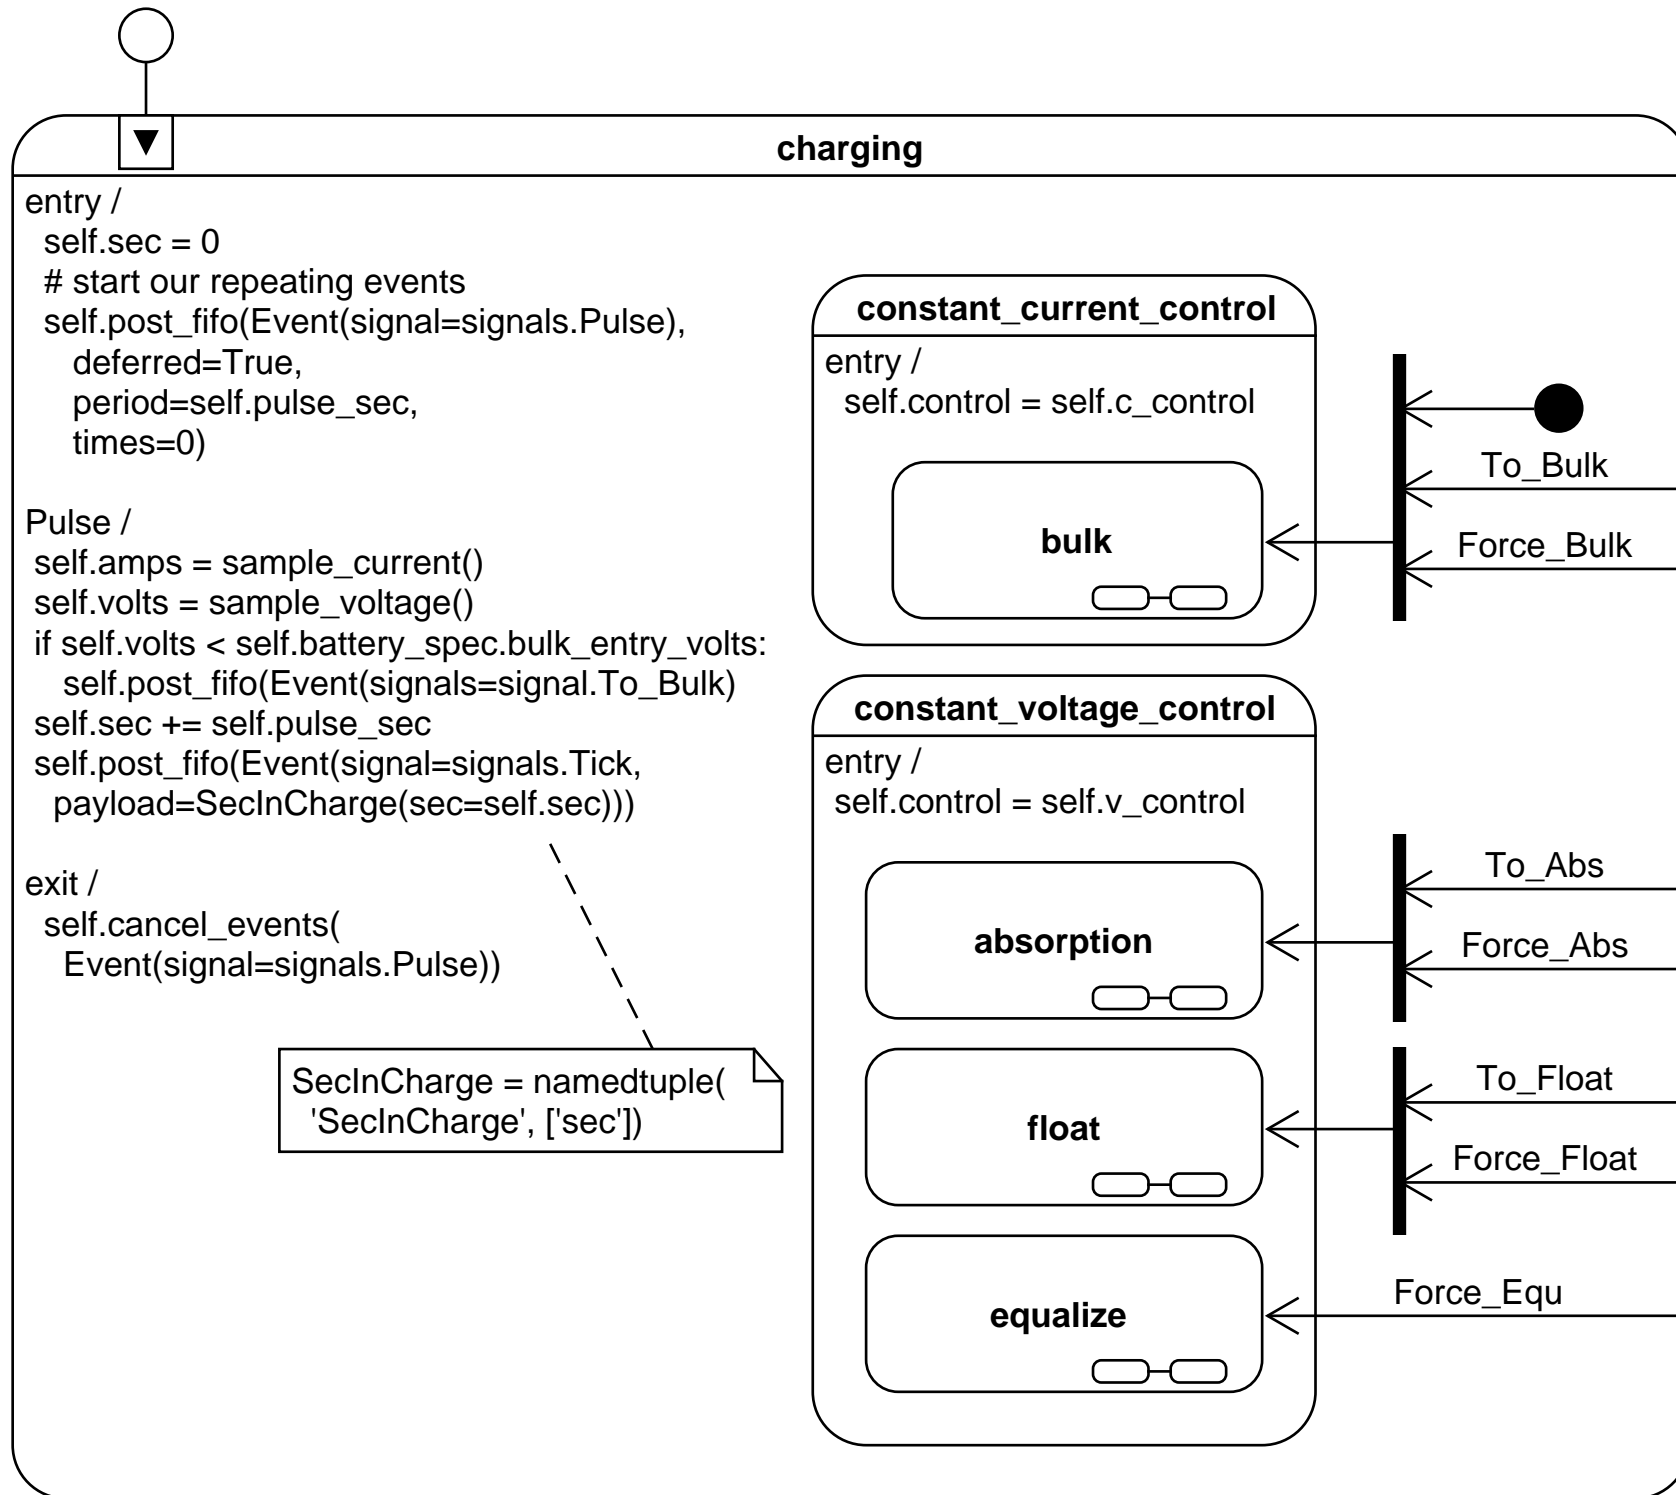 charging
entry /
self.sec = 0
# start our repeating events
self.post_fifo(Event(signal=signals.Pulse),
deferred=True,
period=self.pulse_sec,
times=0)
Pulse /
self.amps = sample_current()
self.volts = sample_voltage()
if self.volts < self.battery_spec.bulk_entry_volts:
self.post_fifo(Event(signals=signal.To_Bulk)
self.sec += self.pulse_sec
self.post_fifo(Event(signal=signals.Tick,
payload=SecInCharge(sec=self.sec)))
exit /
self.cancel_events(
Event(signal=signals.Pulse))
SecInCharge = namedtuple(
'SecInCharge', ['sec'])
constant_current_control
entry /
self.control = self.c_control
bulk
To_Bulk
Force_Bulk
constant_voltage_control
entry /
self.control = self.v_control
absorption
To_Abs
Force_Abs
float
To_Float
Force_Float
equalize
Force_Equ